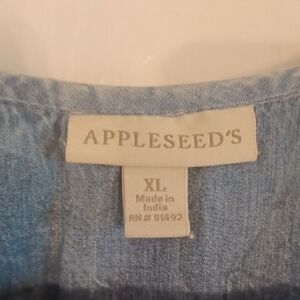 APPLESEED'S
XL
Made in
India
RN# 81492